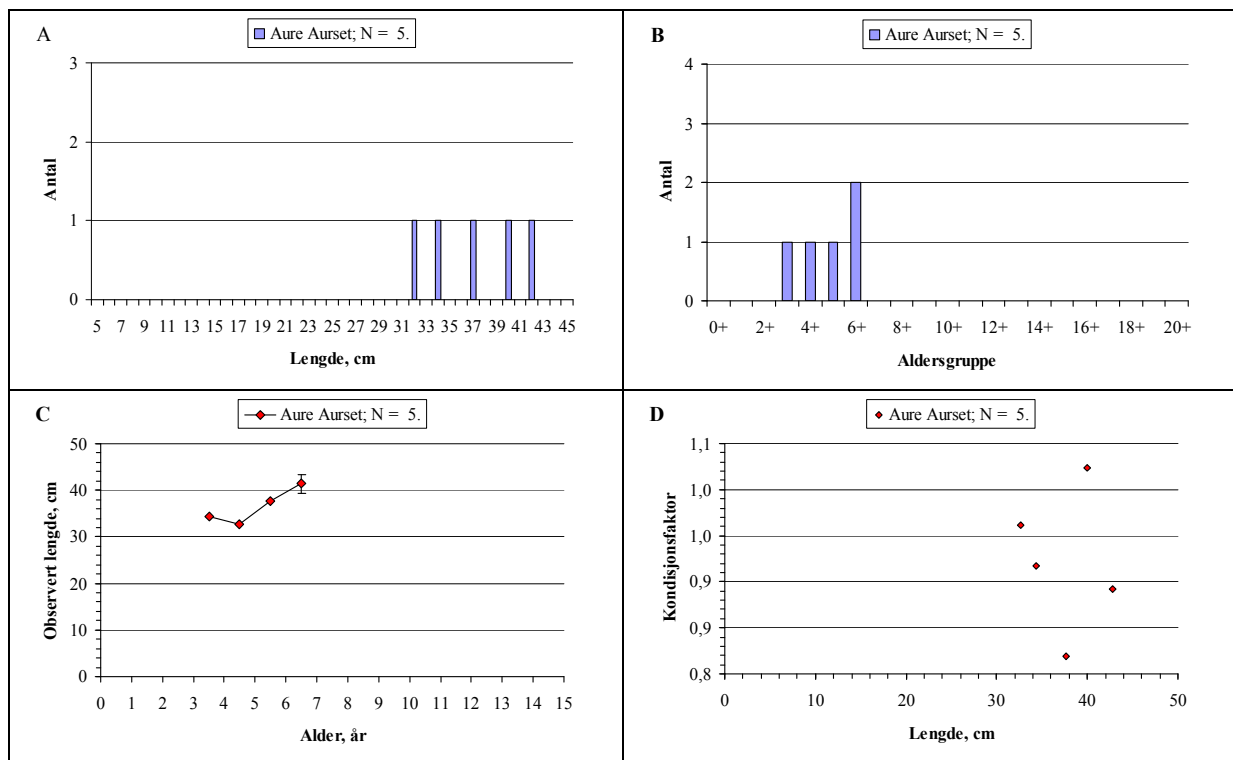 A
Aure Aurset; N = 5.
3
2
1
0
Antal
5 7 9 11 13 15 17 19 21 23 25 27 29 31 33 35 37 39 41 43 45
Lengde, cm
B
Aure Aurset; N = 5.
4
3
2
1
0
Antal
0+ 2+ 4+ 6+ 8+ 10+ 12+ 14+ 16+ 18+ 20+
Aldersgruppe
C
Aure Aurset; N = 5.
50
40
30
20
10
0
Observert lengde, cm
0 1 2 3 4 5 6 7 8 9 10 11 12 13 14 15
Alder, år
D
Aure Aurset; N = 5.
1,1
1,0
1,0
0,9
0,9
0,8
Kondisjonsfaktor
0 10 20 30 40 50
Lengde, cm